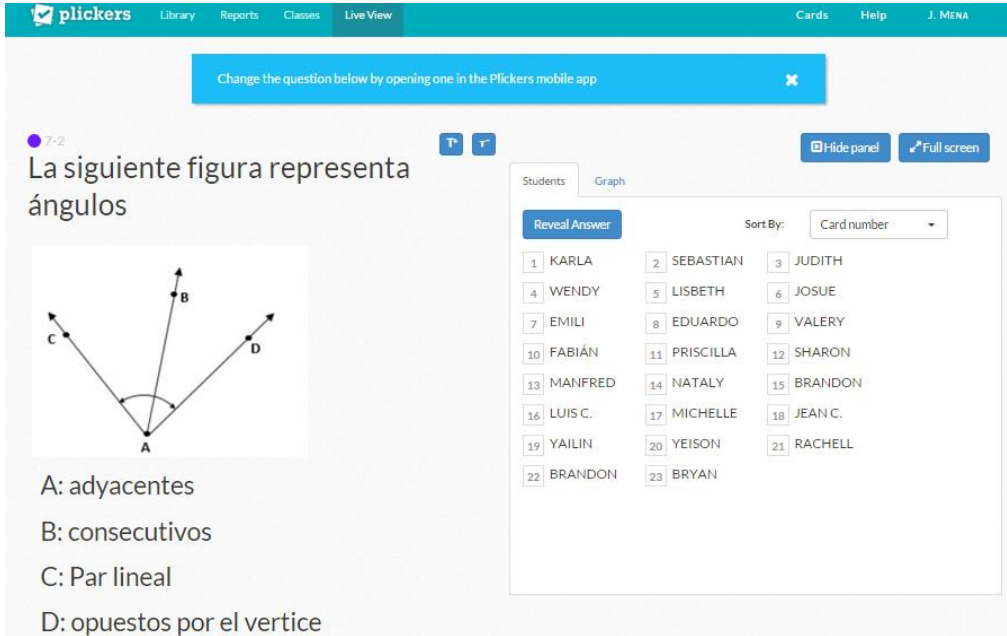 plickers Library Reports Classes Live View Cards Help J. MENA
Change the question below by opening one in the Plickers mobile app ✖
7-2
T+ T-
La siguiente figura representa
ángulos
B
C
D
A
A: adyacentes
B: consecutivos
C: Par lineal
D: opuestos por el vertice
Hide panel Full screen
Students Graph
Reveal Answer Sort By: Card number
1 KARLA 2 SEBASTIAN 3 JUDITH
4 WENDY 5 LISBETH 6 JOSUE
7 EMILI 8 EDUARDO 9 VALERY
10 FABIÁN 11 PRISCILLA 12 SHARON
13 MANFRED 14 NATALY 15 BRANDON
16 LUIS C. 17 MICHELLE 18 JEAN C.
19 YAILIN 20 YEISON 21 RACHELL
22 BRANDON 23 BRYAN